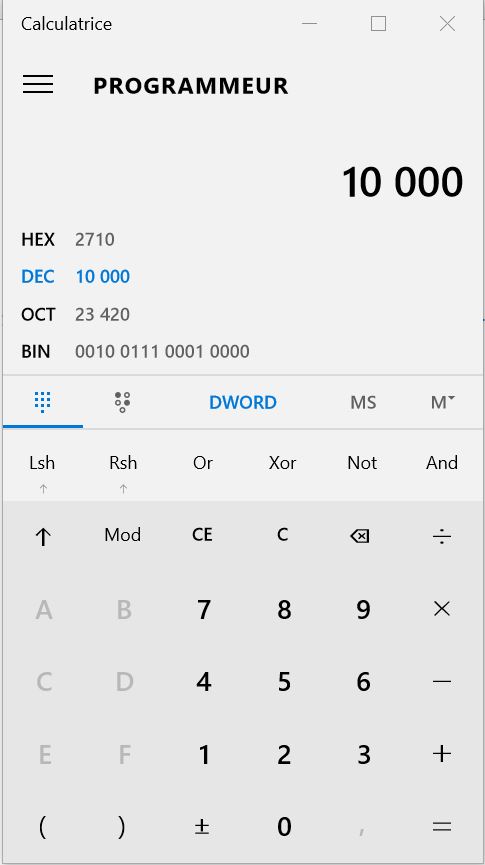 Calculatrice
PROGRAMMEUR
10 000
HEX 2710
DEC 10 000
OCT 23 420
BIN 0010 0111 0001 0000
DWORD MS M
Lsh Rsh Or Xor Not And
↑ ↑
↑ Mod CE C ÷
A B 7 8 9 ×
C D 4 5 6 −
E F 1 2 3 +
( ) ± 0 , =